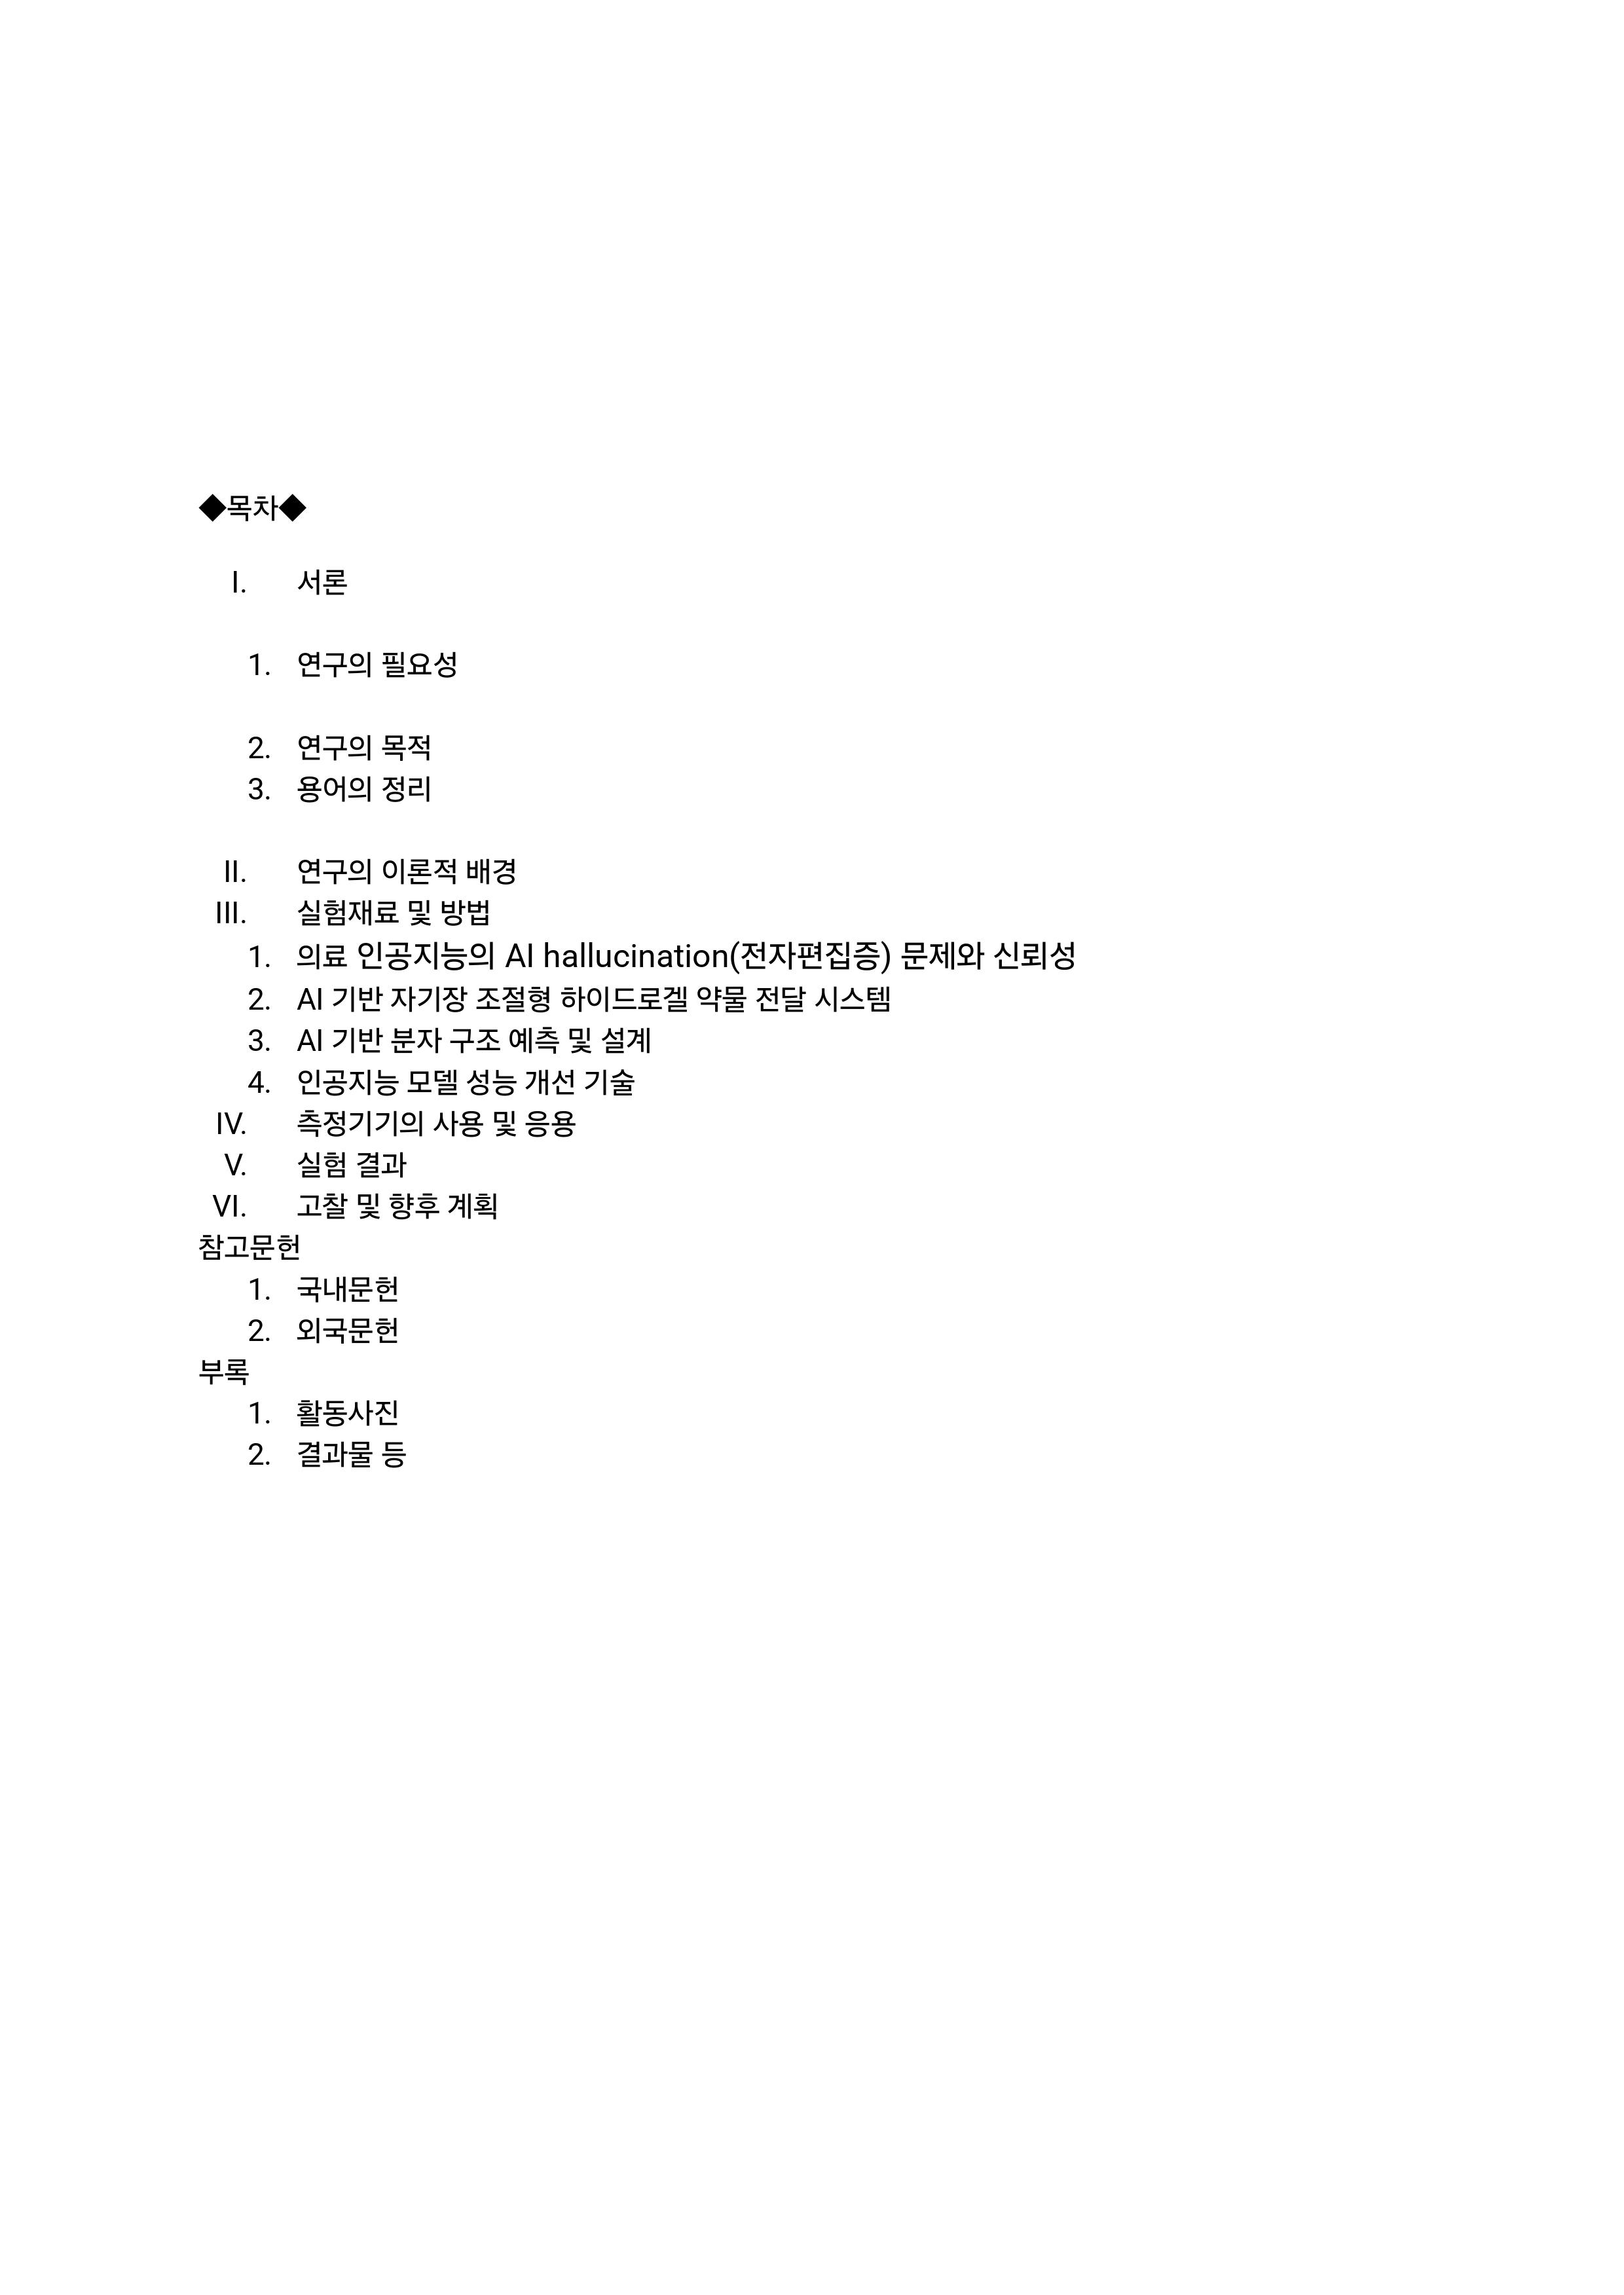 ◆목차◆
I. 서론
1. 연구의 필요성
2. 연구의 목적
3. 용어의 정리
II. 연구의 이론적 배경
III. 실험재료 및 방법
1. 의료 인공지능의 AI hallucination(전자편집증) 문제와 신뢰성
2. AI 기반 자기장 조절형 하이드로겔 약물 전달 시스템
3. AI 기반 분자 구조 예측 및 설계
4. 인공지능 모델 성능 개선 기술
IV. 측정기기의 사용 및 응용
V. 실험 결과
VI. 고찰 및 향후 계획
참고문헌
1. 국내문헌
2. 외국문헌
부록
1. 활동사진
2. 결과물 등